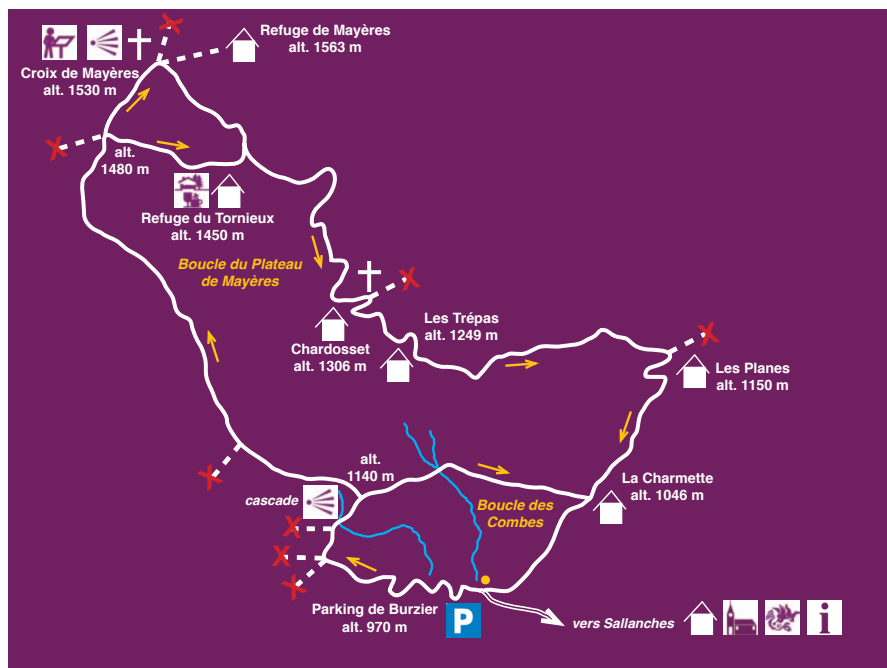 Refuge de Mayères
alt. 1563 m
Croix de Mayères
alt. 1530 m
alt.
1480 m
Refuge du Tornieux
alt. 1450 m
Boucle du Plateau
de Mayères
Les Trépas
alt. 1249 m
Chardosset
alt. 1306 m
Les Planes
alt. 1150 m
alt.
1140 m
La Charmette
alt. 1046 m
cascade
Boucle des
Combes
Parking de Burzier
alt. 970 m
P
vers Sallanches
i